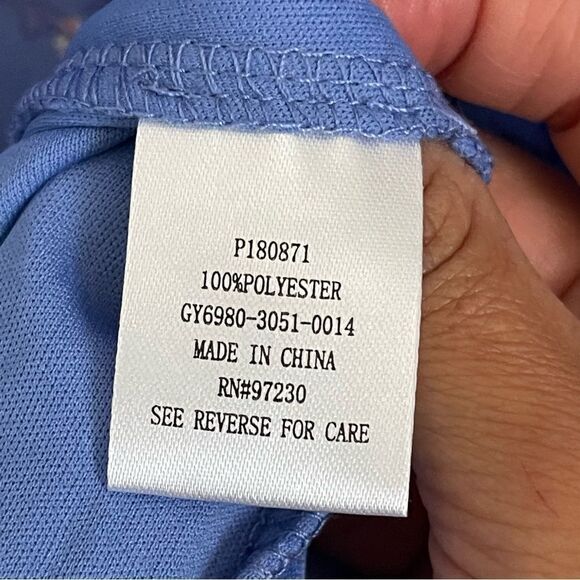 P180871
100%POLYESTER
GY6980-3051-0014
MADE IN CHINA
RN#97230
SEE REVERSE FOR CARE